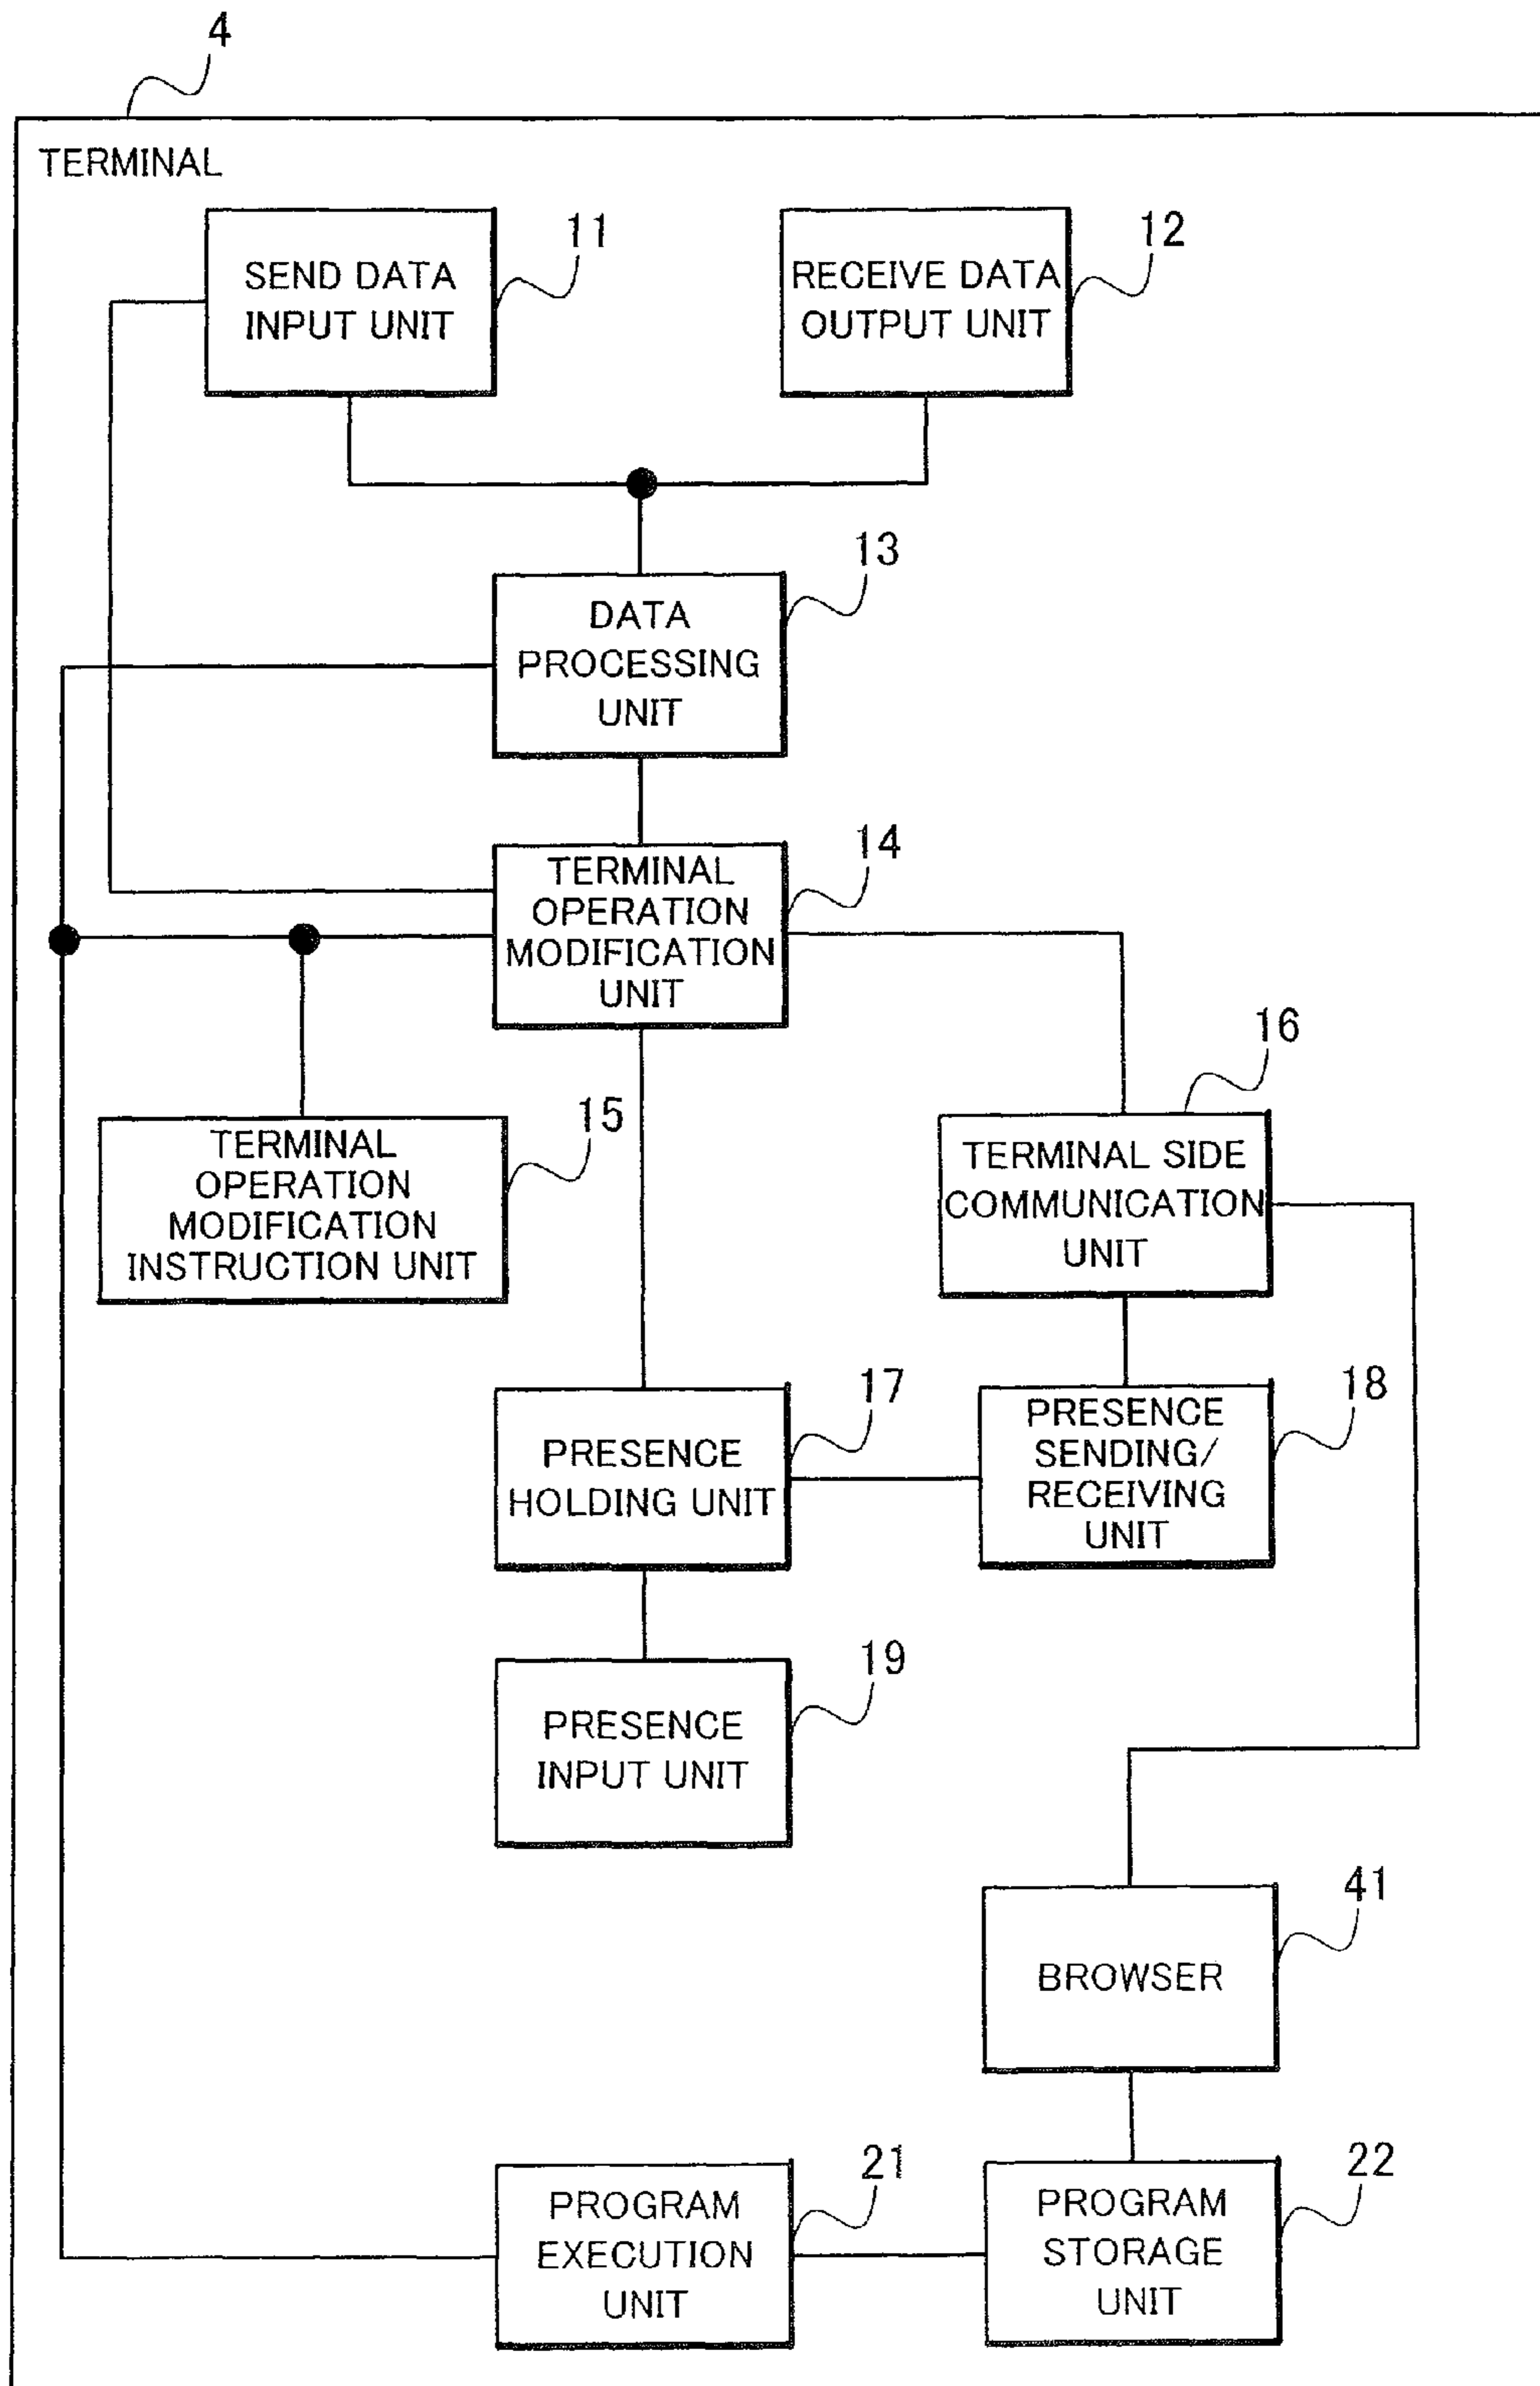 4
TERMINAL
SEND DATA
INPUT UNIT
11
RECEIVE DATA
OUTPUT UNIT
12
DATA
PROCESSING
UNIT
13
TERMINAL
OPERATION
MODIFICATION
UNIT
14
TERMINAL
OPERATION
MODIFICATION
INSTRUCTION UNIT
15
TERMINAL SIDE
COMMUNICATION
UNIT
16
PRESENCE
HOLDING UNIT
17
PRESENCE
SENDING/
RECEIVING
UNIT
18
PRESENCE
INPUT UNIT
19
BROWSER
41
PROGRAM
EXECUTION
UNIT
21
PROGRAM
STORAGE
UNIT
22